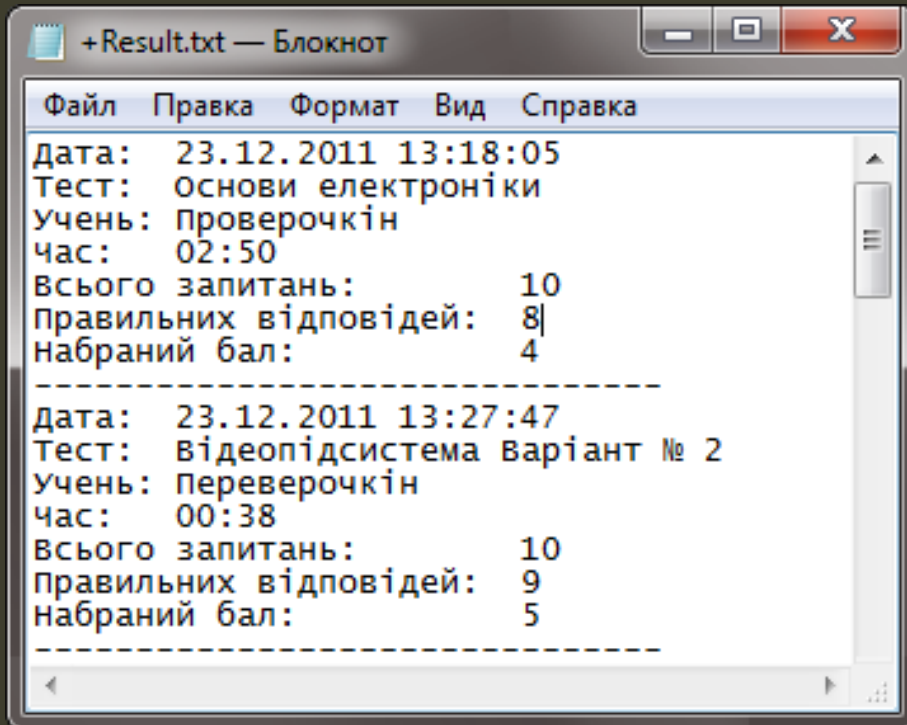 +Result.txt — Блокнот
Файл Правка Формат Вид Справка
Дата: 23.12.2011 13:18:05
Тест: Основи електроніки
Учень: Проверочкін
Час: 02:50
Всього запитань: 10
Правильних відповідей: 8
Набраний бал: 4
-------------------------------
Дата: 23.12.2011 13:27:47
Тест: Відеопідсистема Варіант № 2
Учень: Переверочкін
Час: 00:38
Всього запитань: 10
Правильних відповідей: 9
Набраний бал: 5
-------------------------------